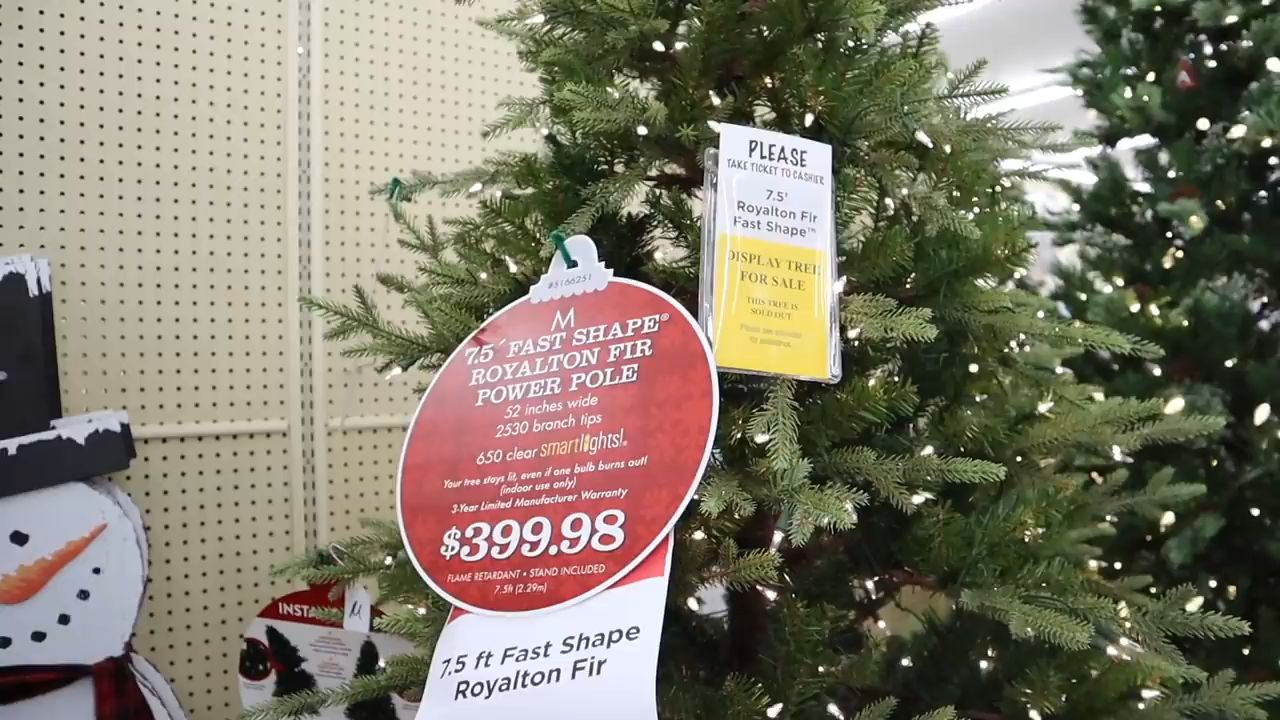 PLEASE
TAKE TICKET TO CASHIER
7.5'
Royalton Fir
Fast Shape™
DISPLAY TREE
FOR SALE
THIS TREE IS
SOLD OUT
#5166251
M
7.5' FAST SHAPE®
ROYALTON FIR
POWER POLE
52 inches wide
2530 branch tips
650 clear smartlights!®
Your tree stays lit, even if one bulb burns out!
(indoor use only)
3-Year Limited Manufacturer Warranty
$399.98
FLAME RETARDANT • STAND INCLUDED
7.5ft (2.29m)
7.5 ft Fast Shape
Royalton Fir
INST